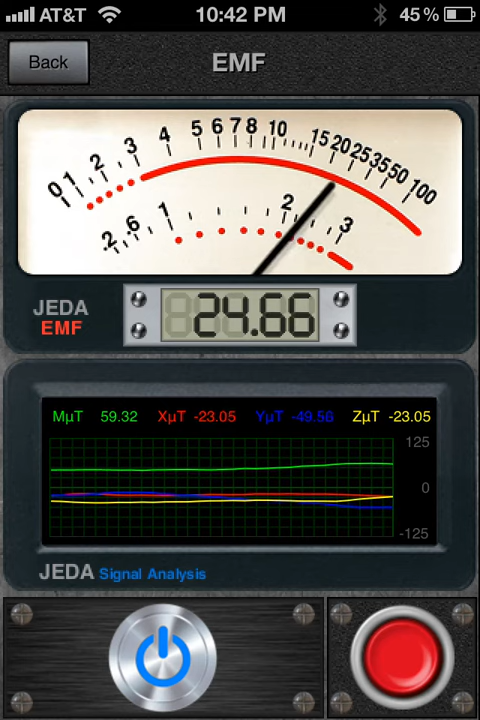 AT&T 10:42 PM 45%
Back EMF
0 1 2 3 4 5 6 7 8 10 15 20 25 35 50 100
.2 .6 1 2 3
JEDA
EMF
24.66
MµT 59.32 XµT -23.05 YµT -49.56 ZµT -23.05
125
0
-125
JEDA Signal Analysis